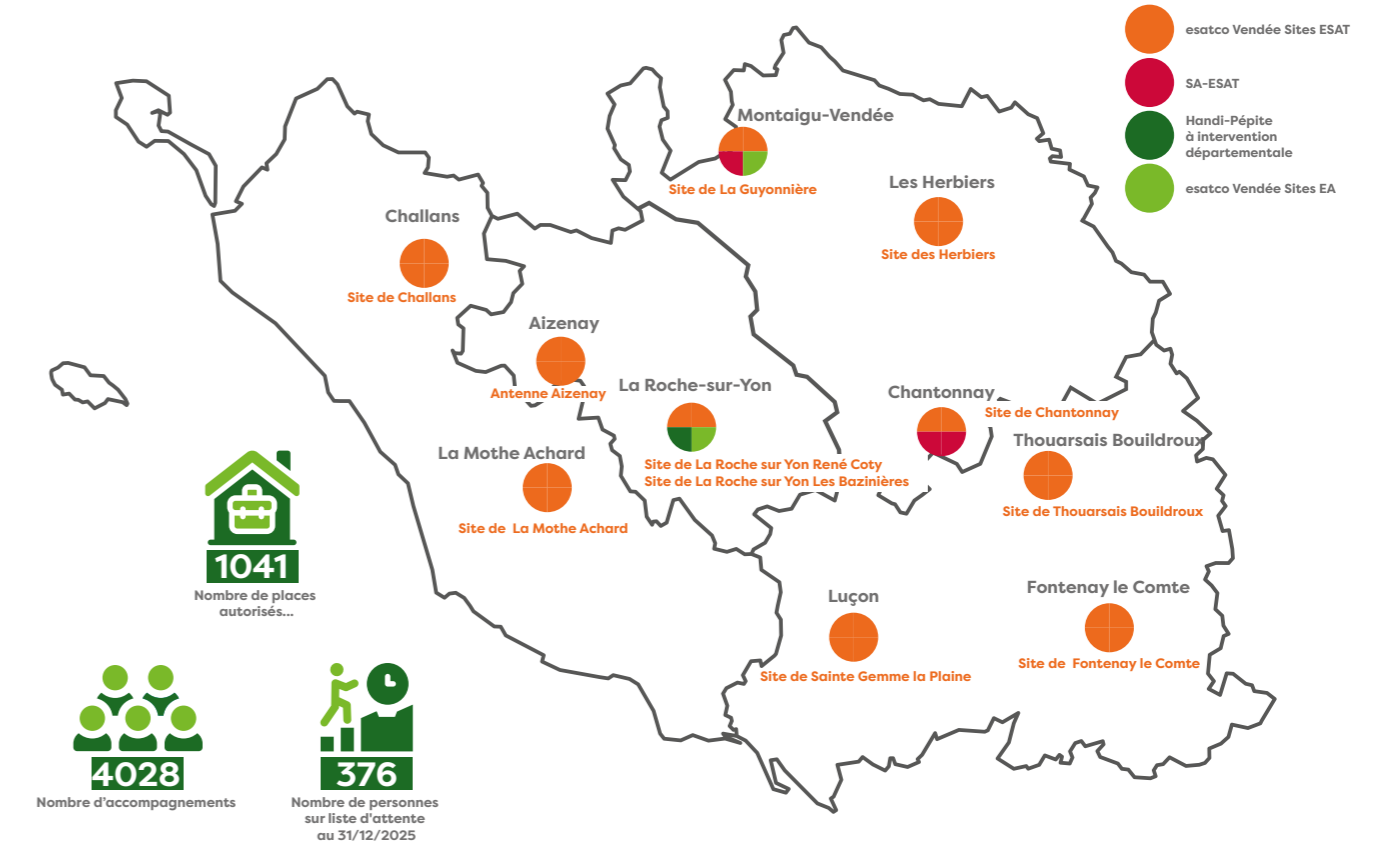 esatco Vendée Sites ESAT
SA-ESAT
Handi-Pépite
à intervention
départementale
esatco Vendée Sites EA
Montaigu-Vendée
Site de La Guyonnière
Les Herbiers
Site des Herbiers
Challans
Site de Challans
Aizenay
Antenne Aizenay
La Roche-sur-Yon
Site de La Roche sur Yon René Coty
Site de La Roche sur Yon Les Bazinières
Chantonnay
Site de Chantonnay
Thouarsais Bouildroux
Site de Thouarsais Bouildroux
La Mothe Achard
Site de La Mothe Achard
Luçon
Site de Sainte Gemme la Plaine
Fontenay le Comte
Site de Fontenay le Comte
1041
Nombre de places
autorisés...
4028
Nombre d'accompagnements
376
Nombre de personnes
sur liste d'attente
au 31/12/2025